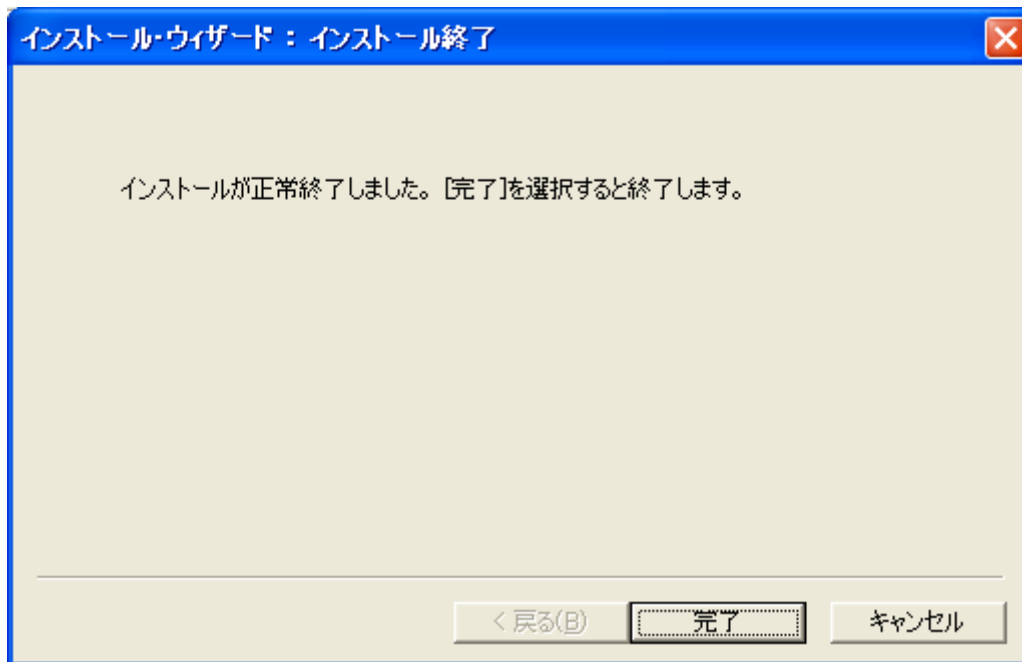 インストール・ウィザード：インストール終了
インストールが正常終了しました。[完了]を選択すると終了します。
< 戻る(B)
完了
キャンセル